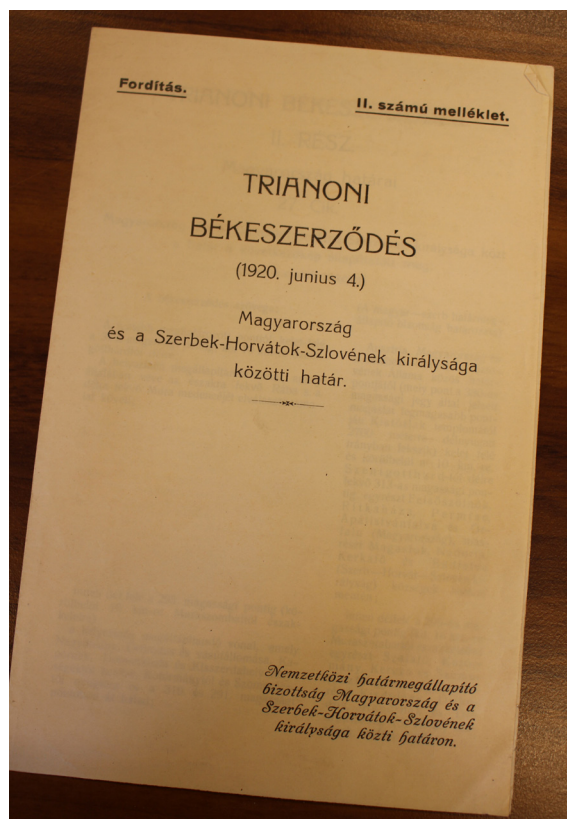 Fordítás.
II. számú melléklet.
TRIANONI
BÉKESZERZŐDÉS
(1920. junius 4.)
Magyarország
és a Szerbek-Horvátok-Szlovének királysága
közötti határ.
Nemzetközi határmegállapító
bizottság Magyarország és a
Szerbek-Horvátok-Szlovének
királysága közti határon.